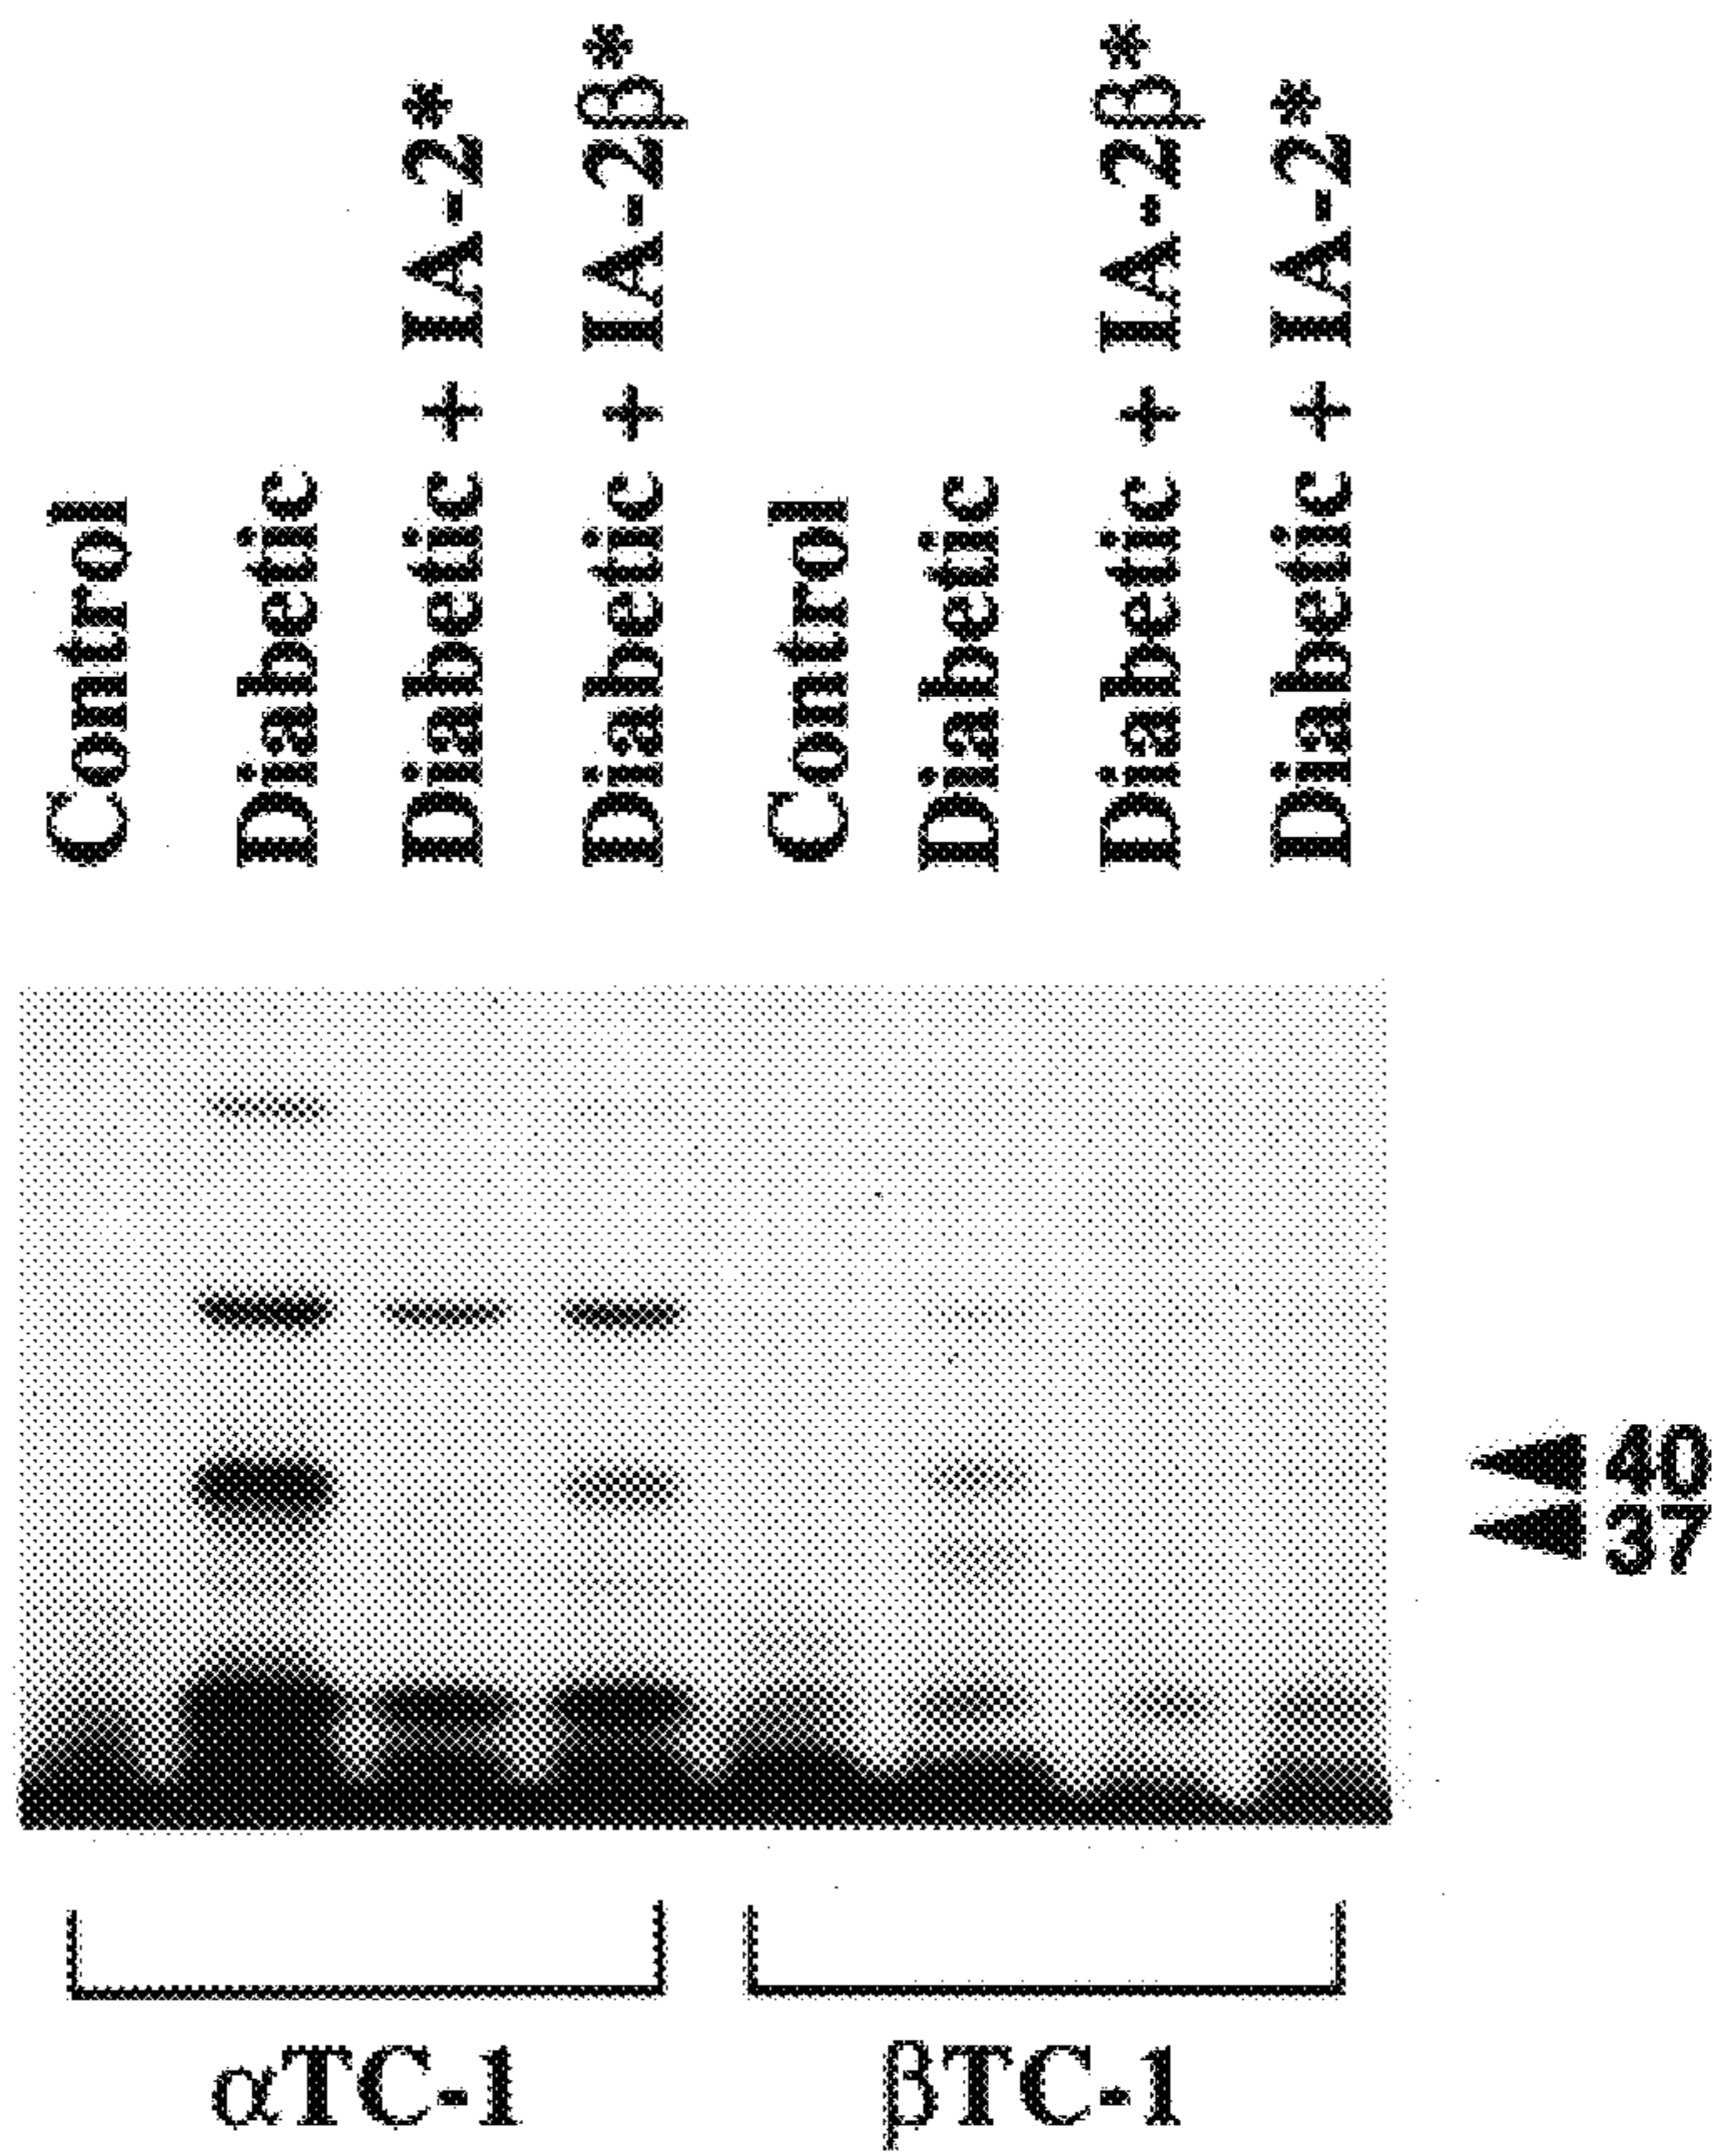 Control
Diabetic
Diabetic + IA-2*
Diabetic + IA-2β*
Control
Diabetic
Diabetic + IA-2β*
Diabetic + IA-2*
40
37
αTC-1
βTC-1